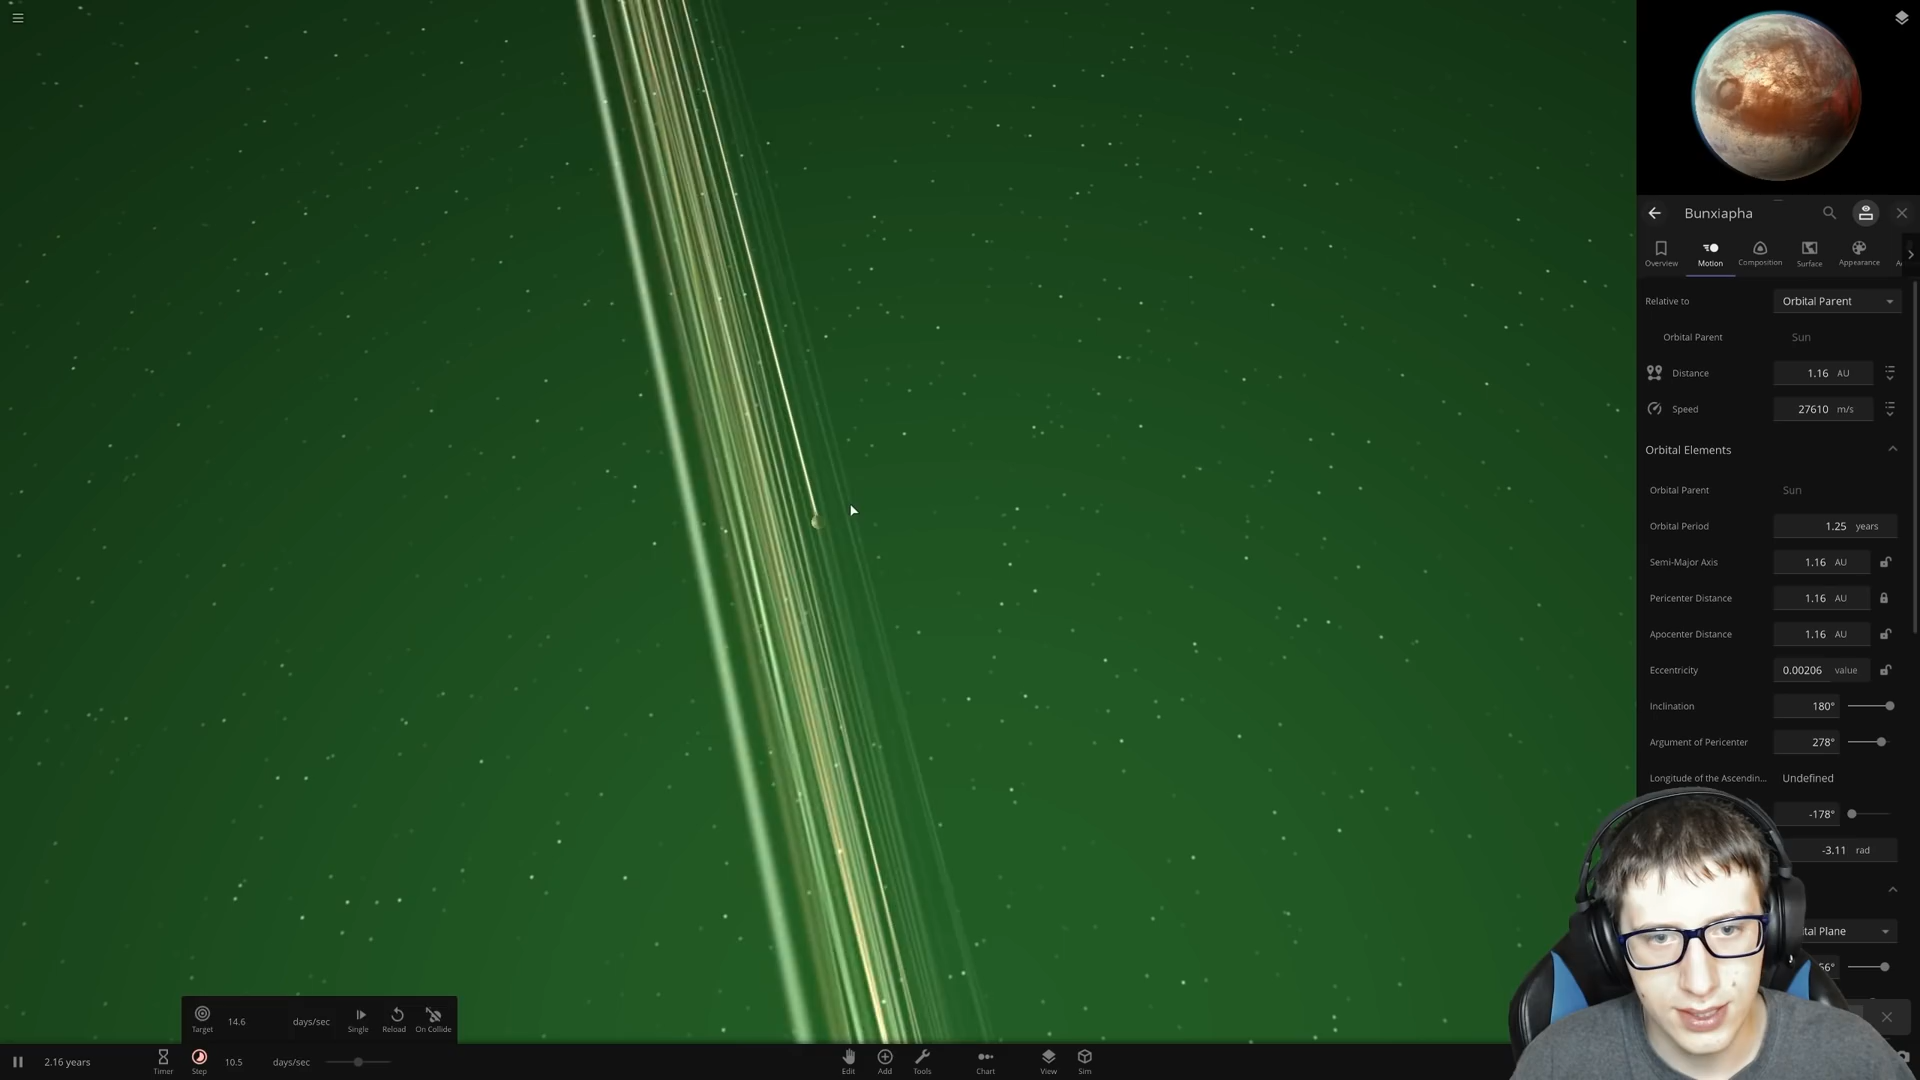 Bunxiapha
Overview
Motion
Composition
Surface
Appearance
Relative to
Orbital Parent
Orbital Parent
Sun
Distance
1.16 AU
Speed
27610 m/s
Orbital Elements
Orbital Parent
Sun
Orbital Period
1.25 years
Semi-Major Axis
1.16 AU
Pericenter Distance
1.16 AU
Apocenter Distance
1.16 AU
Eccentricity
0.00206 value
Inclination
180°
Argument of Pericenter
278°
Longitude of the Ascendin...
Undefined
-178°
-3.11 rad
Plane
56°
Target
14.6 days/sec
Single
Reload
On Collide
2.16 years
Timer
Step
10.5 days/sec
Edit
Add
Tools
Chart
View
Sim